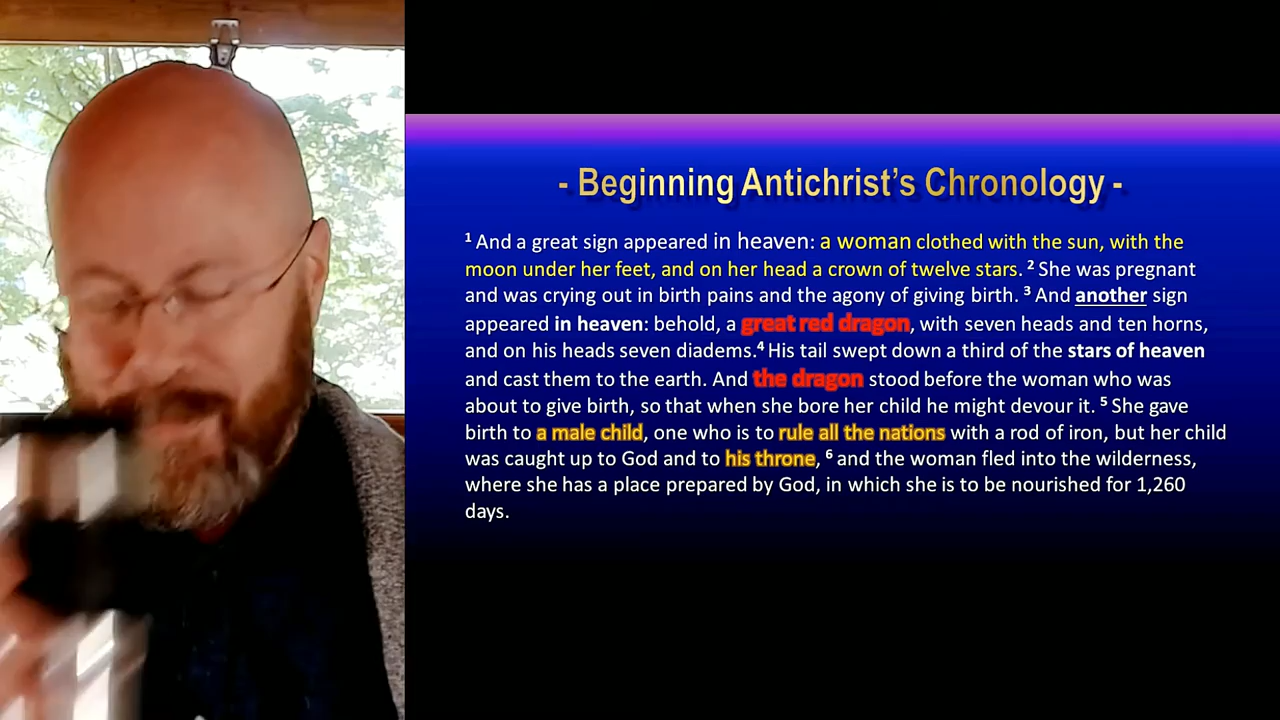 - Beginning Antichrist's Chronology -
1 And a great sign appeared in heaven: a woman clothed with the sun, with the
moon under her feet, and on her head a crown of twelve stars. 2 She was pregnant
and was crying out in birth pains and the agony of giving birth. 3 And another sign
appeared in heaven: behold, a great red dragon, with seven heads and ten horns,
and on his heads seven diadems.4 His tail swept down a third of the stars of heaven
and cast them to the earth. And the dragon stood before the woman who was
about to give birth, so that when she bore her child he might devour it. 5 She gave
birth to a male child, one who is to rule all the nations with a rod of iron, but her child
was caught up to God and to his throne, 6 and the woman fled into the wilderness,
where she has a place prepared by God, in which she is to be nourished for 1,260
days.